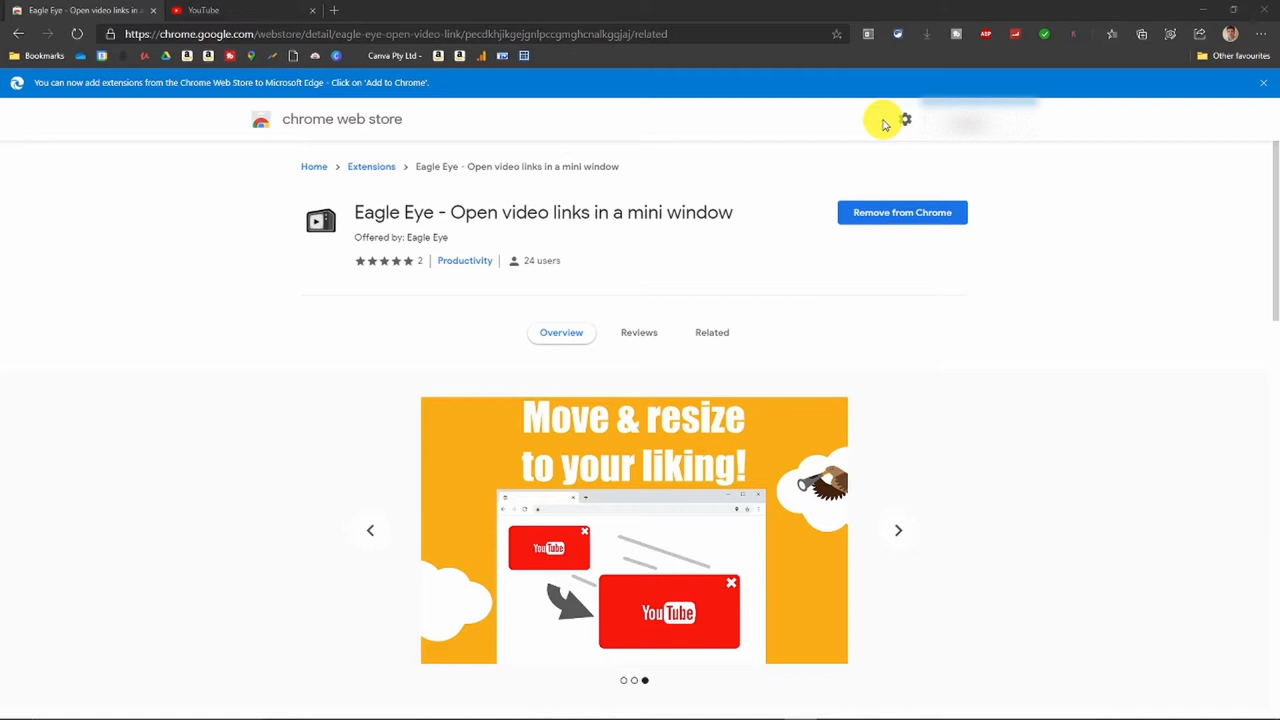 Eagle Eye - Open video links in a
YouTube
https://chrome.google.com/webstore/detail/eagle-eye-open-video-link/pecdkhjikgejgnlpccgmghcnalkggjaj/related
Bookmarks
Canva Pty Ltd -
Other favourites
You can now add extensions from the Chrome Web Store to Microsoft Edge - Click on 'Add to Chrome'.
chrome web store
Home > Extensions > Eagle Eye - Open video links in a mini window
Eagle Eye - Open video links in a mini window
Remove from Chrome
Offered by: Eagle Eye
2 | Productivity | 24 users
Overview Reviews Related
Move & resize
to your liking!
YouTube
YouTube